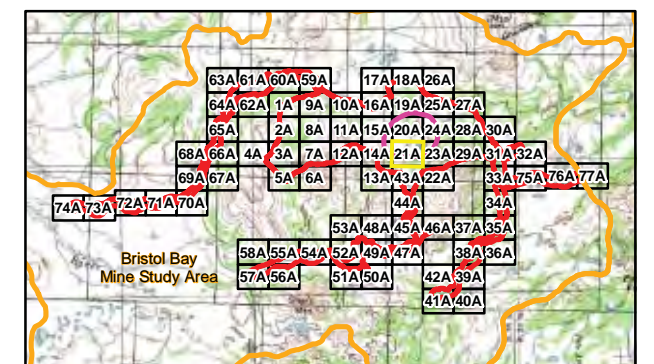 63A 61A 60A 59A 17A 18A 26A
64A 62A 1A 9A 10A 16A 19A 25A 27A
65A 2A 8A 11A 15A 20A 24A 28A 30A
68A 66A 4A 3A 7A 12A 14A 21A 23A 29A 31A 32A
69A 67A 5A 6A 13A 43A 22A 33A 75A 76A 77A
74A 73A 72A 71A 70A 44A 34A
53A 48A 45A 46A 37A 35A
58A 55A 54A 52A 49A 47A 38A 36A
Bristol Bay
Mine Study Area
57A 56A 51A 50A 42A 39A
41A 40A